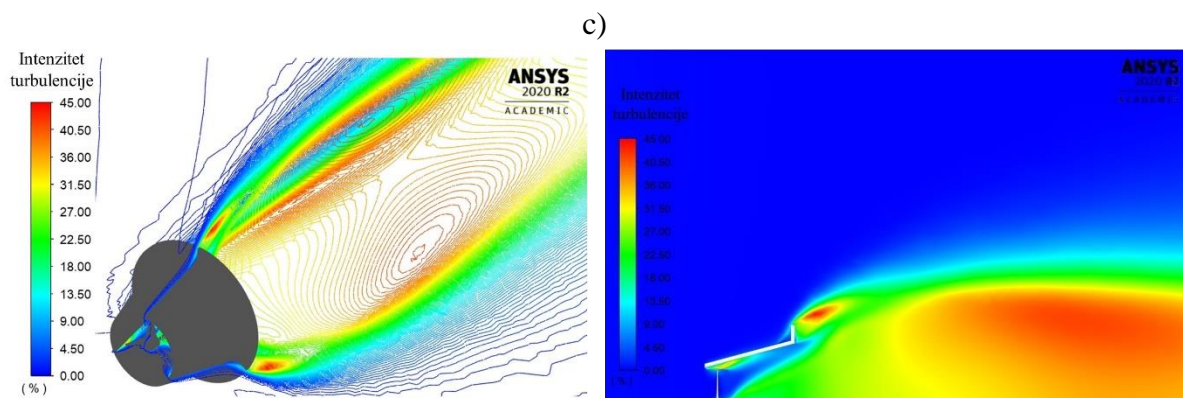 c)
Intenzitet
turbulencije
45.00
40.50
36.00
31.50
27.00
22.50
18.00
13.50
9.00
4.50
0.00
( % )
ANSYS
2020 R2
ACADEMIC
Intenzitet
turbulencije
45.00
40.50
36.00
31.50
27.00
22.50
18.00
13.50
9.00
4.50
0.00
( % )
ANSYS
2020 R2
ACADEMIC